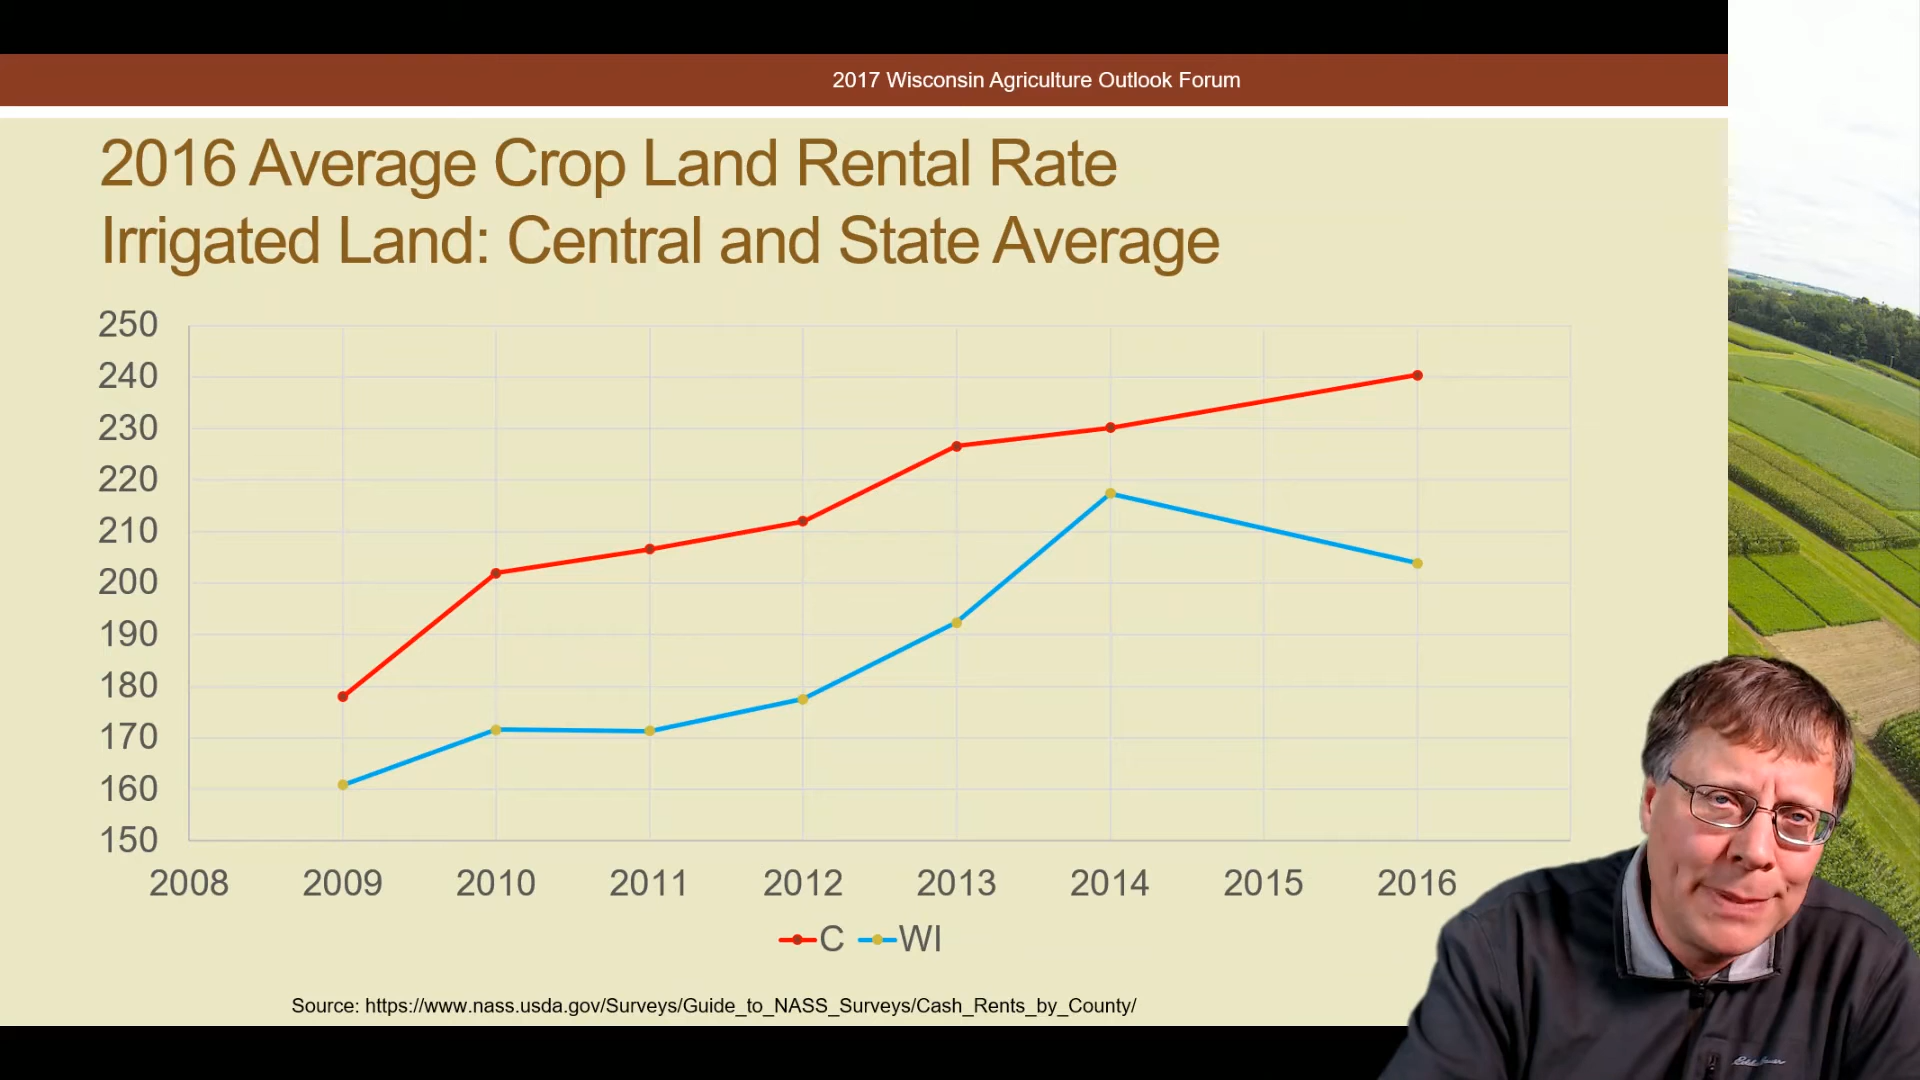 2017 Wisconsin Agriculture Outlook Forum
2016 Average Crop Land Rental Rate
Irrigated Land: Central and State Average
250
240
230
220
210
200
190
180
170
160
150
2008 2009 2010 2011 2012 2013 2014 2015 2016
C WI
Source: https://www.nass.usda.gov/Surveys/Guide_to_NASS_Surveys/Cash_Rents_by_County/